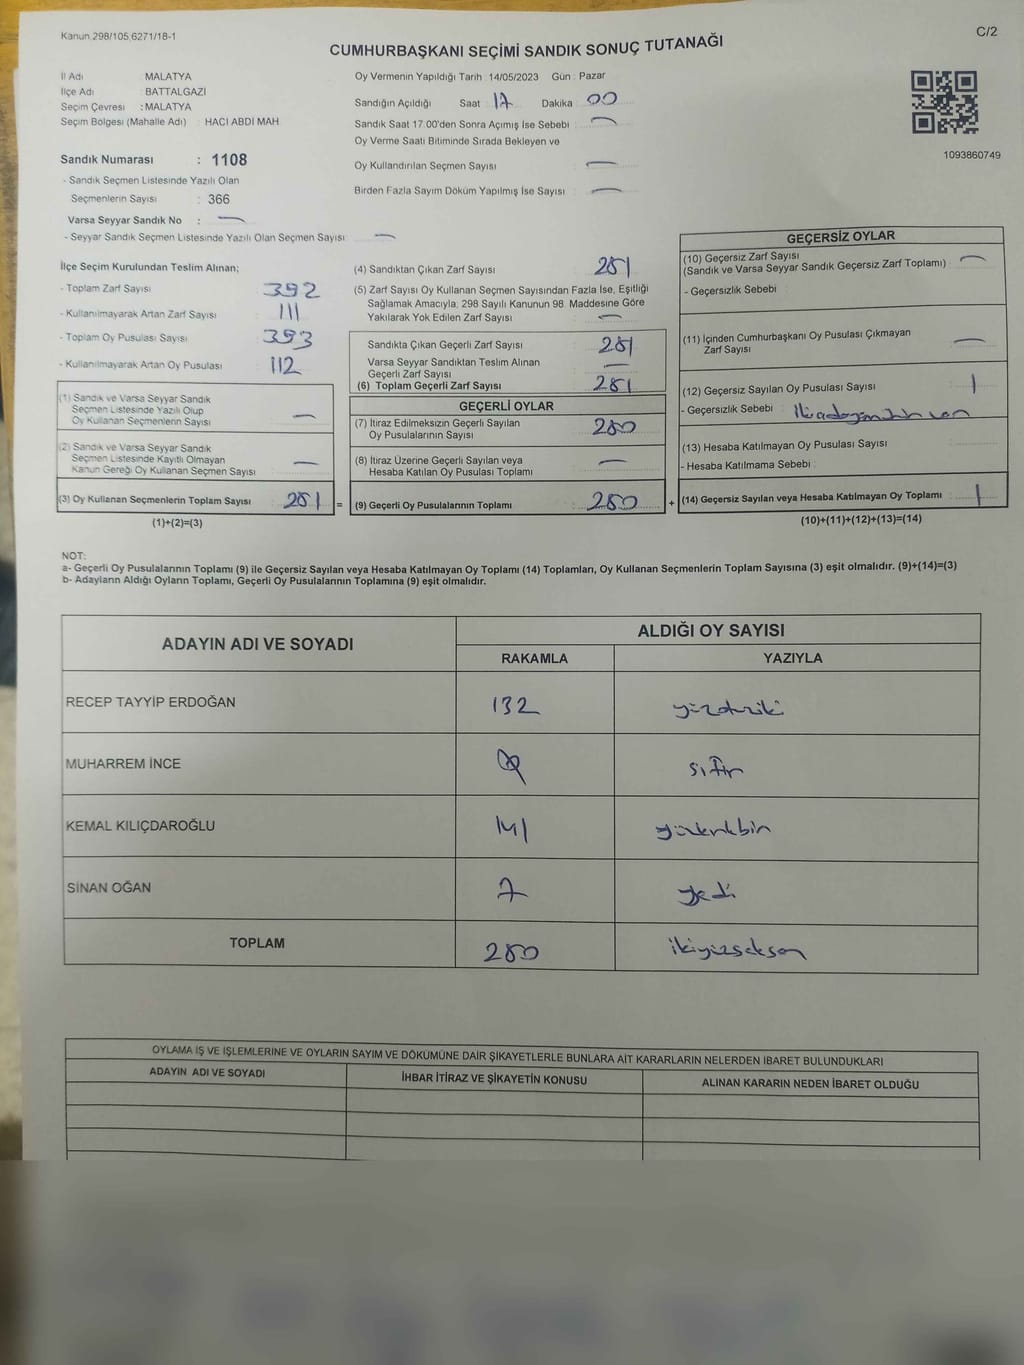 Kanun.298/105,6271/18-1
C/2
CUMHURBAŞKANI SEÇİMİ SANDIK SONUÇ TUTANAĞI
İl Adı MALATYA
İlçe Adı BATTALGAZİ
Seçim Çevresi : MALATYA
Seçim Bölgesi (Mahalle Adı) HACI ABDİ MAH
Sandık Numarası : 1108
- Sandık Seçmen Listesinde Yazılı Olan
Seçmenlerin Sayısı : 366
Varsa Seyyar Sandık No : —
- Seyyar Sandık Seçmen Listesinde Yazılı Olan Seçmen Sayısı —
Oy Vermenin Yapıldığı Tarih 14/05/2023 Gün : Pazar
Sandığın Açıldığı Saat 17 Dakika 00
Sandık Saat 17.00'den Sonra Açımış İse Sebebi —
Oy Verme Saati Bitiminde Sırada Bekleyen ve
Oy Kullandırılan Seçmen Sayısı —
Birden Fazla Sayım Döküm Yapılmış İse Sayısı —
1093860749
İlçe Seçim Kurulundan Teslim Alınan;
- Toplam Zarf Sayısı 392
- Kullanılmayarak Artan Zarf Sayısı 111
- Toplam Oy Pusulası Sayısı 393
- Kullanılmayarak Artan Oy Pusulası 112
(1) Sandık ve Varsa Seyyar Sandık
Seçmen Listesinde Yazılı Olup
Oy Kullanan Seçmenlerin Sayısı —
(2) Sandık ve Varsa Seyyar Sandık
Seçmen Listesinde Kayıtlı Olmayan
Kanun Gereği Oy Kullanan Seçmen Sayısı —
(3) Oy Kullanan Seçmenlerin Toplam Sayısı 281
(1)+(2)=(3)
=
(4) Sandıktan Çıkan Zarf Sayısı 281
(5) Zarf Sayısı Oy Kullanan Seçmen Sayısından Fazla İse, Eşitliği
Sağlamak Amacıyla; 298 Sayılı Kanunun 98. Maddesine Göre
Yakılarak Yok Edilen Zarf Sayısı —
Sandıkta Çıkan Geçerli Zarf Sayısı 281
Varsa Seyyar Sandıktan Teslim Alınan
Geçerli Zarf Sayısı —
(6) Toplam Geçerli Zarf Sayısı 281
GEÇERLİ OYLAR
(7) İtiraz Edilmeksizin Geçerli Sayılan
Oy Pusulalarının Sayısı 280
(8) İtiraz Üzerine Geçerli Sayılan veya
Hesaba Katılan Oy Pusulası Toplamı —
(9) Geçerli Oy Pusulalarının Toplamı 280
+
GEÇERSİZ OYLAR
(10) Geçersiz Zarf Sayısı
(Sandık ve Varsa Seyyar Sandık Geçersiz Zarf Toplamı) —
- Geçersizlik Sebebi
(11) İçinden Cumhurbaşkanı Oy Pusulası Çıkmayan
Zarf Sayısı —
(12) Geçersiz Sayılan Oy Pusulası Sayısı 1
- Geçersizlik Sebebi
(13) Hesaba Katılmayan Oy Pusulası Sayısı
- Hesaba Katılmama Sebebi
(14) Geçersiz Sayılan veya Hesaba Katılmayan Oy Toplamı 1
(10)+(11)+(12)+(13)=(14)
NOT:
a- Geçerli Oy Pusulalarının Toplamı (9) ile Geçersiz Sayılan veya Hesaba Katılmayan Oy Toplamı (14) Toplamları, Oy Kullanan Seçmenlerin Toplam Sayısına (3) eşit olmalıdır. (9)+(14)=(3)
b- Adayların Aldığı Oyların Toplamı, Geçerli Oy Pusulalarının Toplamına (9) eşit olmalıdır.
ADAYIN ADI VE SOYADI ALDIĞI OY SAYISI
RAKAMLA YAZIYLA
RECEP TAYYİP ERDOĞAN 132 yüzotuziki
MUHARREM İNCE 0 sıfır
KEMAL KILIÇDAROĞLU 141 yüzkırkbir
SİNAN OĞAN 7 yedi
TOPLAM 280 ikiyüzseksen
OYLAMA İŞ VE İŞLEMLERİNE VE OYLARIN SAYIM VE DÖKÜMÜNE DAİR ŞİKAYETLERLE BUNLARA AİT KARARLARIN NELERDEN İBARET BULUNDUKLARI
ADAYIN ADI VE SOYADI İHBAR İTİRAZ VE ŞİKAYETİN KONUSU ALINAN KARARIN NEDEN İBARET OLDUĞU